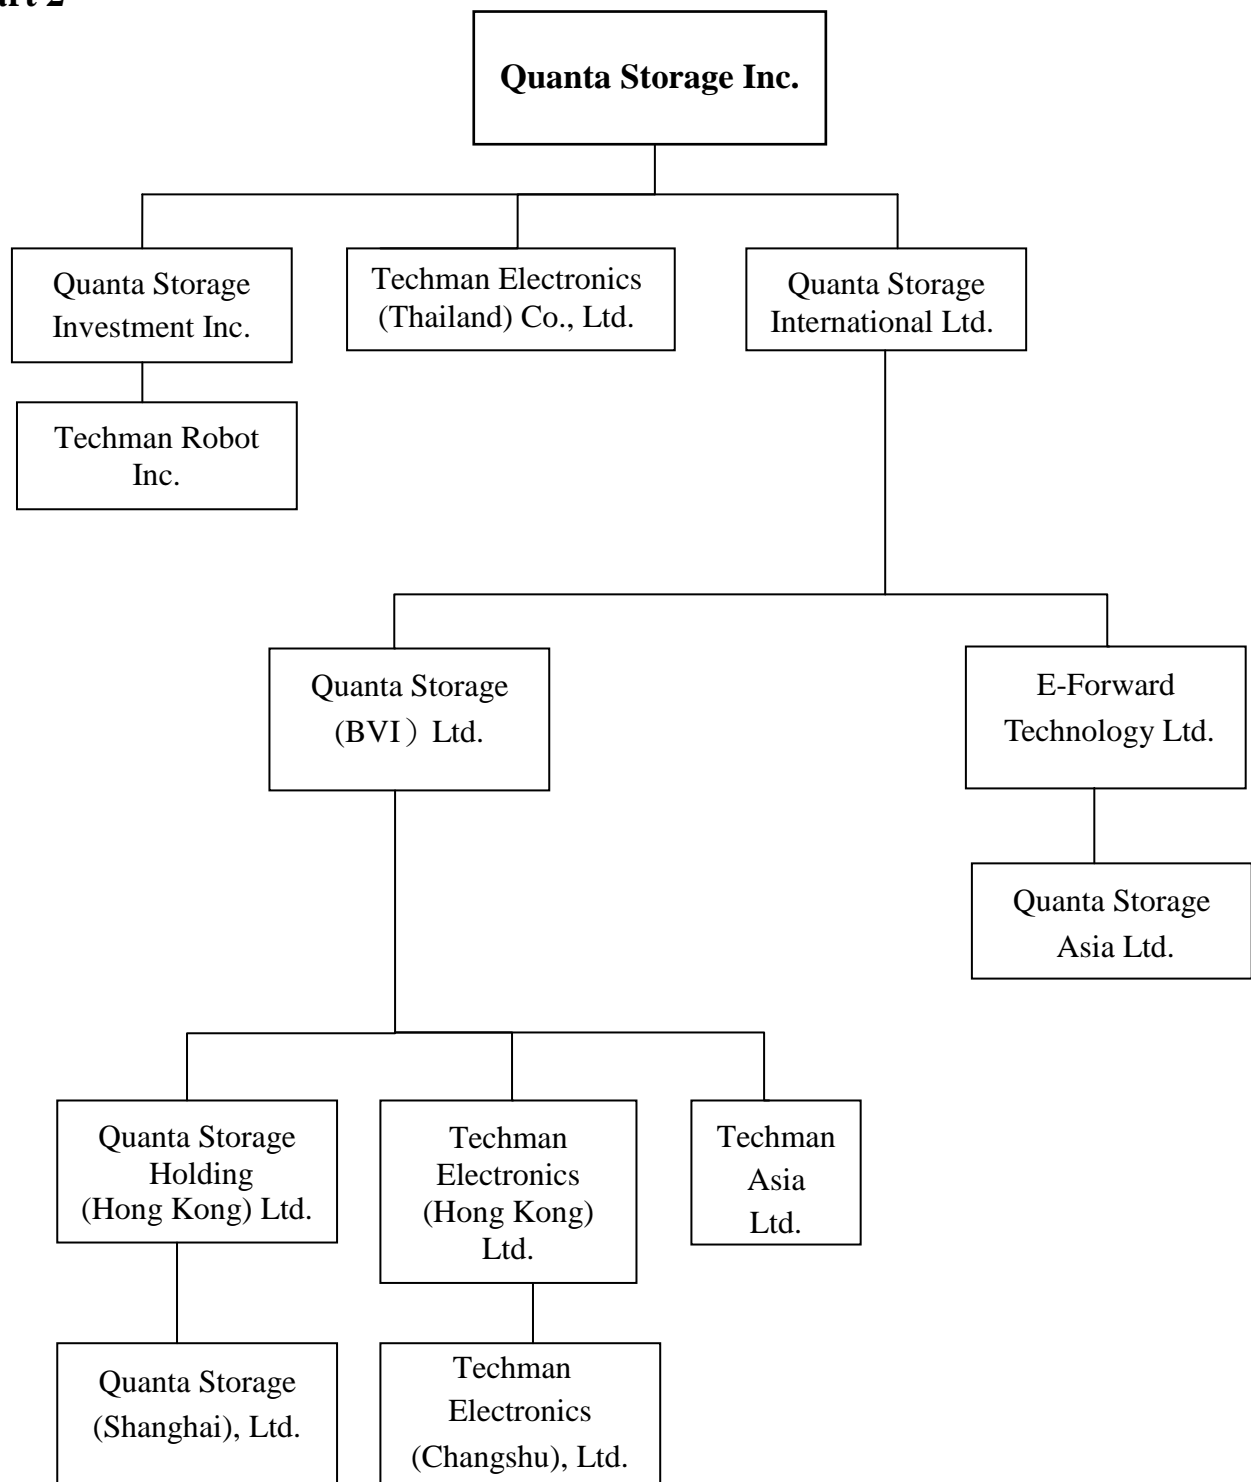 Quanta Storage Inc.
Quanta Storage
Investment Inc.
Techman Electronics
(Thailand) Co., Ltd.
Quanta Storage
International Ltd.
Techman Robot
Inc.
Quanta Storage
(BVI）Ltd.
E-Forward
Technology Ltd.
Quanta Storage
Asia Ltd.
Quanta Storage
Holding
(Hong Kong) Ltd.
Techman
Electronics
(Hong Kong)
Ltd.
Techman
Asia
Ltd.
Quanta Storage
(Shanghai), Ltd.
Techman
Electronics
(Changshu), Ltd.